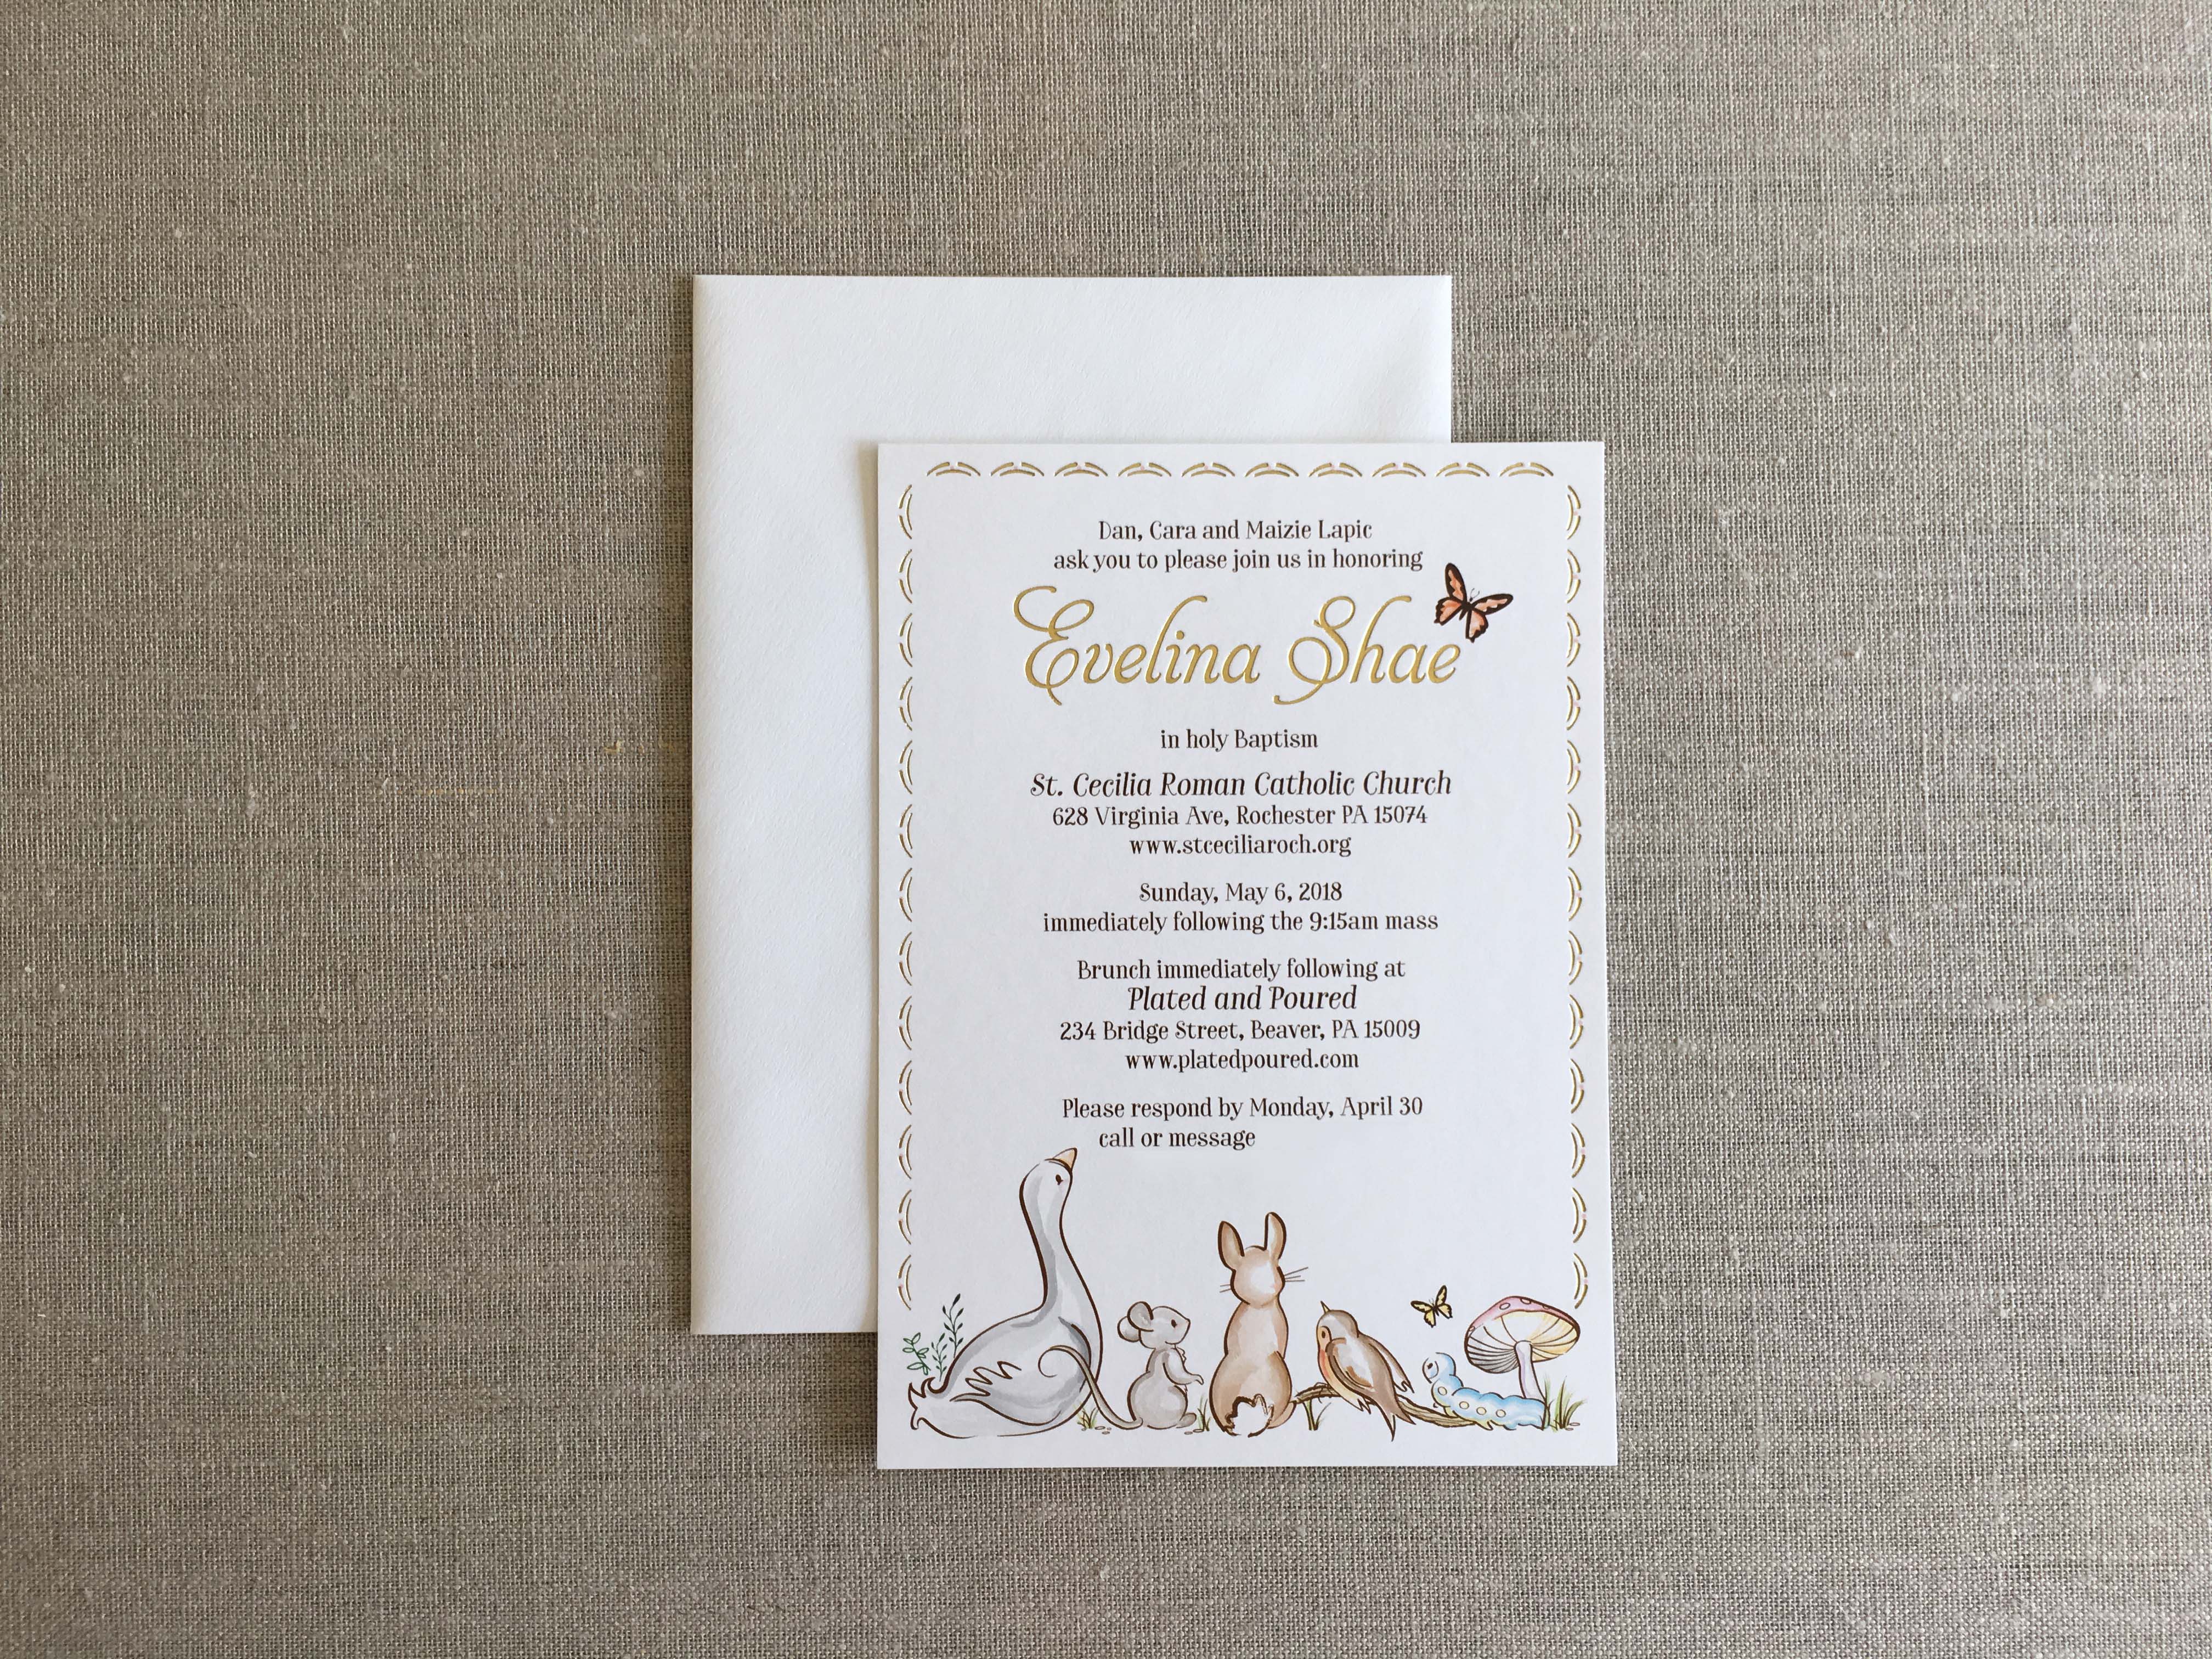 Dan, Cara and Maizie Lapic
ask you to please join us in honoring
Evelina Shae
in holy Baptism
St. Cecilia Roman Catholic Church
628 Virginia Ave, Rochester PA 15074
www.stceciliaroch.org
Sunday, May 6, 2018
immediately following the 9:15am mass
Brunch immediately following at
Plated and Poured
234 Bridge Street, Beaver, PA 15009
www.platedpoured.com
Please respond by Monday, April 30
call or message